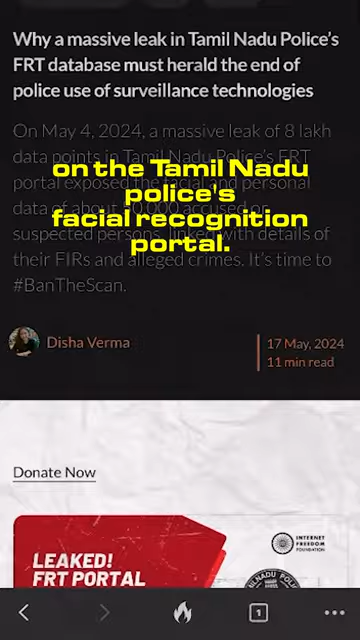 Why a massive leak in Tamil Nadu Police's
FRT database must herald the end of
police use of surveillance technologies
On May 4, 2024, a massive leak of 8 lakh
data points in Tamil Nadu Police's FRT
portal exposed the facial and personal
data of about
suspected persons, linked with details of
their FIRs and alleged crimes. It's time to
#BanTheScan.
on the Tamil Nadu
police's
facial recognition
portal.
Disha Verma
17 May, 2024
11 min read
Donate Now
INTERNET
FREEDOM
FOUNDATION
LEAKED!
FRT PORTAL
TAMILNADU POLICE
1